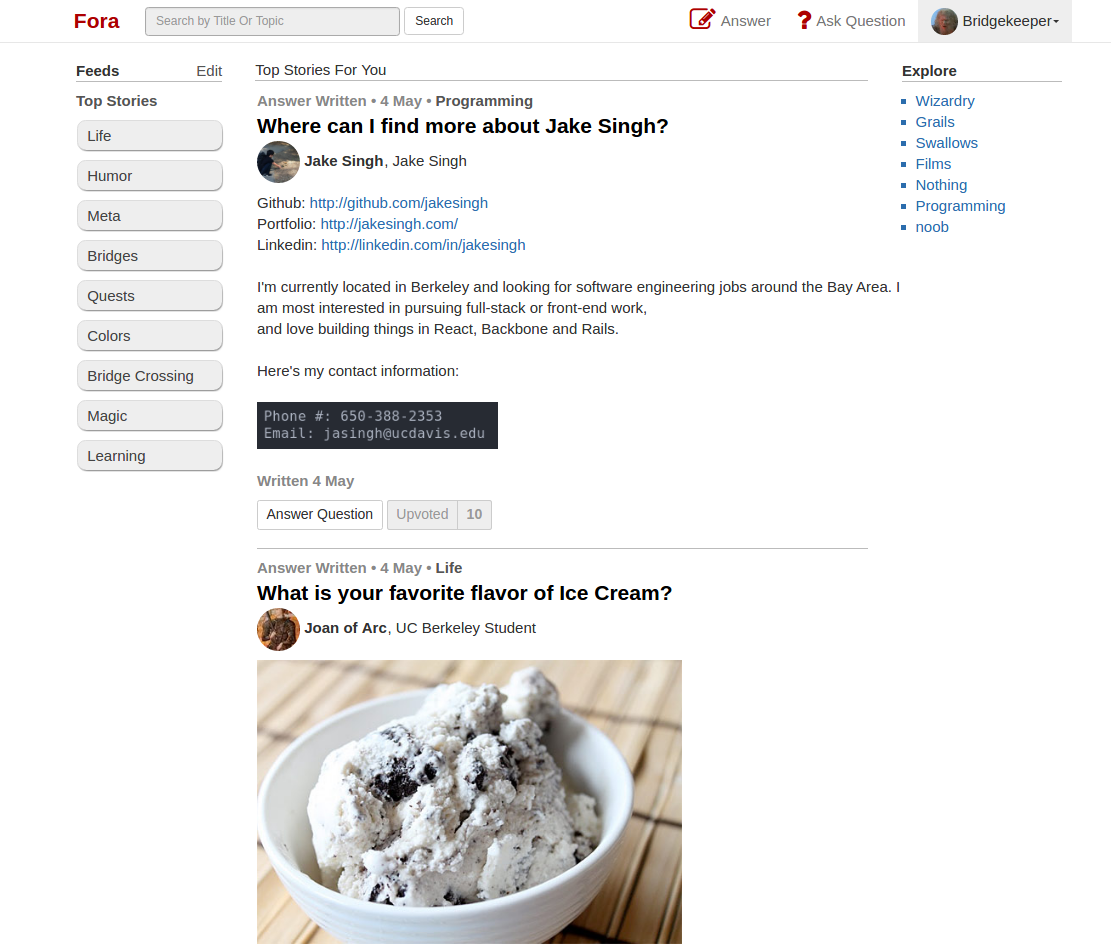 Fora
Search by Title Or Topic
Search
Answer
Ask Question
Bridgekeeper
Feeds
Edit
Top Stories
Life
Humor
Meta
Bridges
Quests
Colors
Bridge Crossing
Magic
Learning
Top Stories For You
Answer Written • 4 May • Programming
Where can I find more about Jake Singh?
Jake Singh, Jake Singh
Github: http://github.com/jakesingh
Portfolio: http://jakesingh.com/
Linkedin: http://linkedin.com/in/jakesingh
I'm currently located in Berkeley and looking for software engineering jobs around the Bay Area. I
am most interested in pursuing full-stack or front-end work,
and love building things in React, Backbone and Rails.
Here's my contact information:
Phone #: 650-388-2353
Email: jasingh@ucdavis.edu
Written 4 May
Answer Question
Upvoted 10
Answer Written • 4 May • Life
What is your favorite flavor of Ice Cream?
Joan of Arc, UC Berkeley Student
Explore
Wizardry
Grails
Swallows
Films
Nothing
Programming
noob